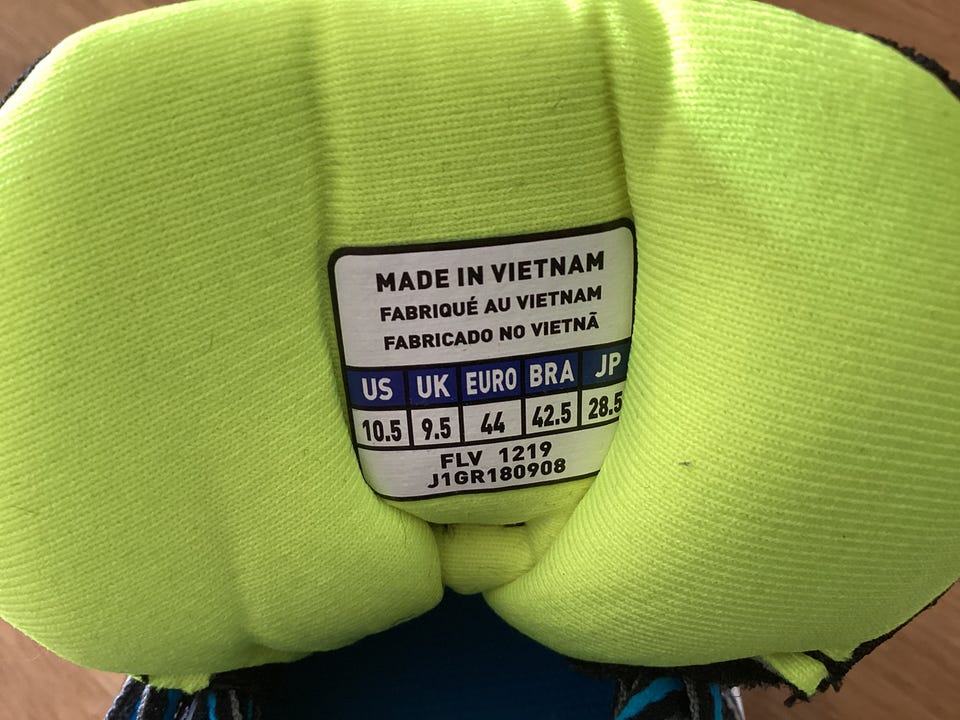 MADE IN VIETNAM
FABRIQUÉ AU VIETNAM
FABRICADO NO VIETNÃ
US UK EURO BRA JP
10.5 9.5 44 42.5 28.5
FLV 1219
J1GR180908